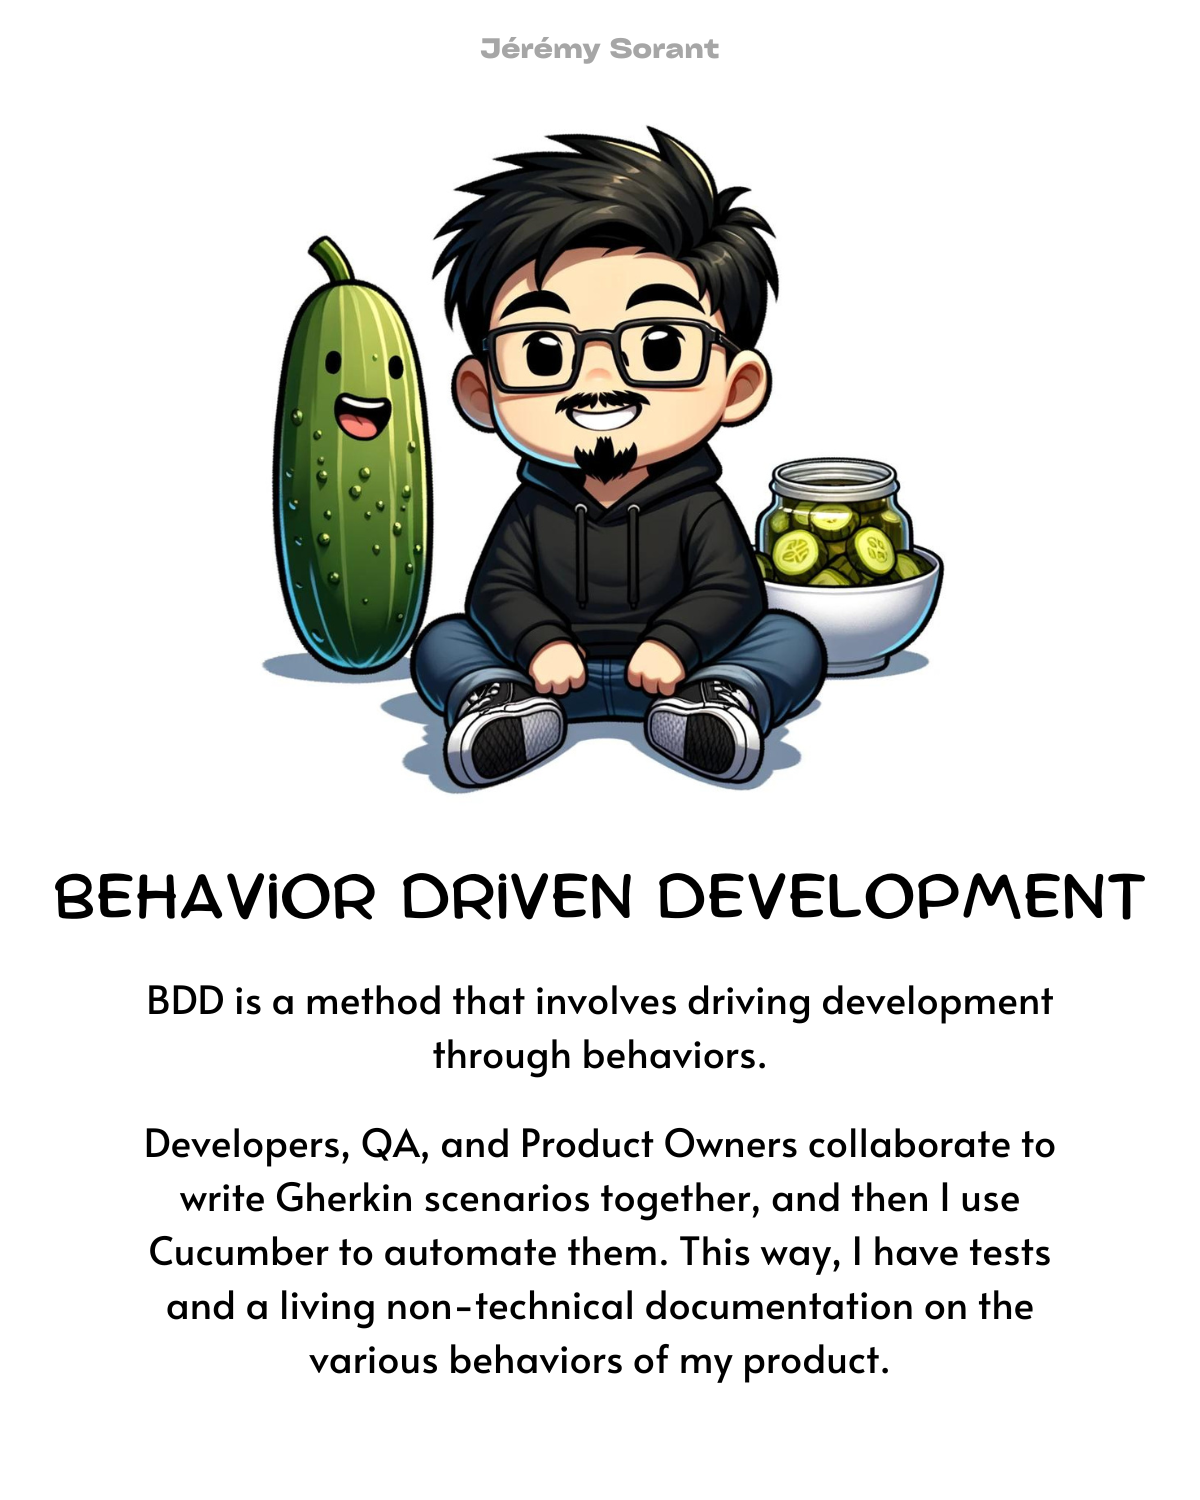 Jérémy Sorant
BEHAViOR DRiVEN DEVELOPMENT
BDD is a method that involves driving development
through behaviors.
Developers, QA, and Product Owners collaborate to
write Gherkin scenarios together, and then I use
Cucumber to automate them. This way, I have tests
and a living non-technical documentation on the
various behaviors of my product.